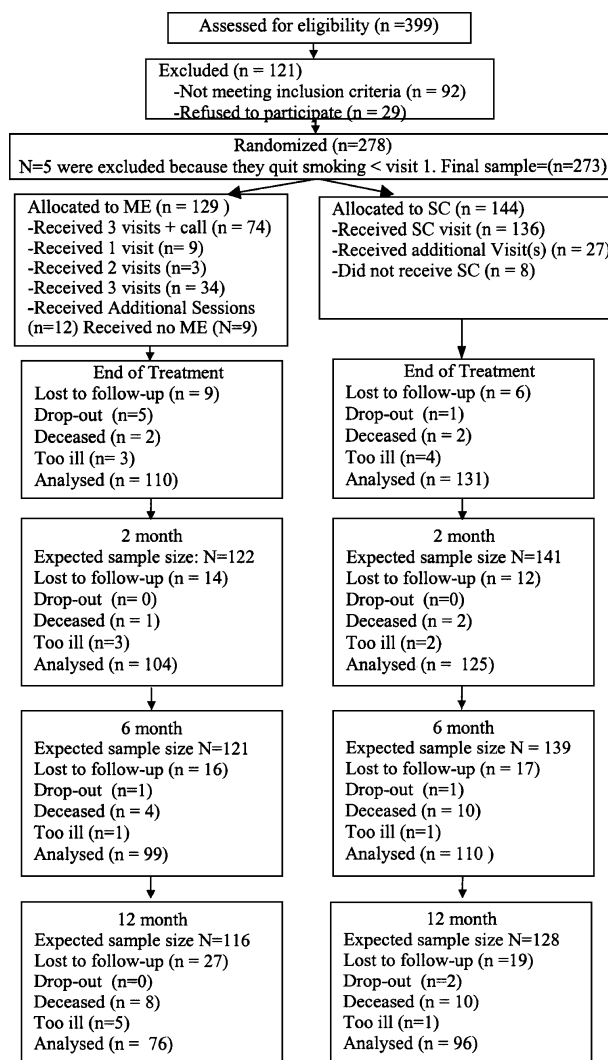 Assessed for eligibility (n =399)
Excluded (n = 121)
-Not meeting inclusion criteria (n = 92)
-Refused to participate (n = 29)
Randomized (n=278)
N=5 were excluded because they quit smoking < visit 1. Final sample=(n=273)
Allocated to ME (n = 129 )
-Received 3 visits + call (n = 74)
-Received 1 visit (n= 9)
-Received 2 visits (n=3)
-Received 3 visits (n = 34)
-Received Additional Sessions
(n=12) Received no ME (N=9)
Allocated to SC (n = 144)
-Received SC visit (n = 136)
-Received additional Visit(s) (n = 27)
-Did not receive SC (n = 8)
End of Treatment
Lost to follow-up (n = 9)
Drop-out (n=5)
Deceased (n = 2)
Too ill (n= 3)
Analysed (n = 110)
End of Treatment
Lost to follow-up (n = 6)
Drop-out (n=1)
Deceased (n = 2)
Too ill (n=4)
Analysed (n = 131)
2 month
Expected sample size: N=122
Lost to follow-up (n = 14)
Drop-out (n= 0)
Deceased (n = 1)
Too ill (n=3)
Analysed (n = 104)
2 month
Expected sample size N=141
Lost to follow-up (n = 12)
Drop-out (n=0)
Deceased (n = 2)
Too ill (n=2)
Analysed (n = 125)
6 month
Expected sample size N=121
Lost to follow-up (n = 16)
Drop-out (n=1)
Deceased (n = 4)
Too ill (n=1)
Analysed (n = 99)
6 month
Expected sample size N = 139
Lost to follow-up (n = 17)
Drop-out (n=1)
Deceased (n = 10)
Too ill (n=1)
Analysed (n = 110 )
12 month
Expected sample size N=116
Lost to follow-up (n = 27)
Drop-out (n=0)
Deceased (n = 8)
Too ill (n=5)
Analysed (n = 76)
12 month
Expected sample size N=128
Lost to follow-up (n =19)
Drop-out (n=2)
Deceased (n = 10)
Too ill (n=1)
Analysed (n = 96)